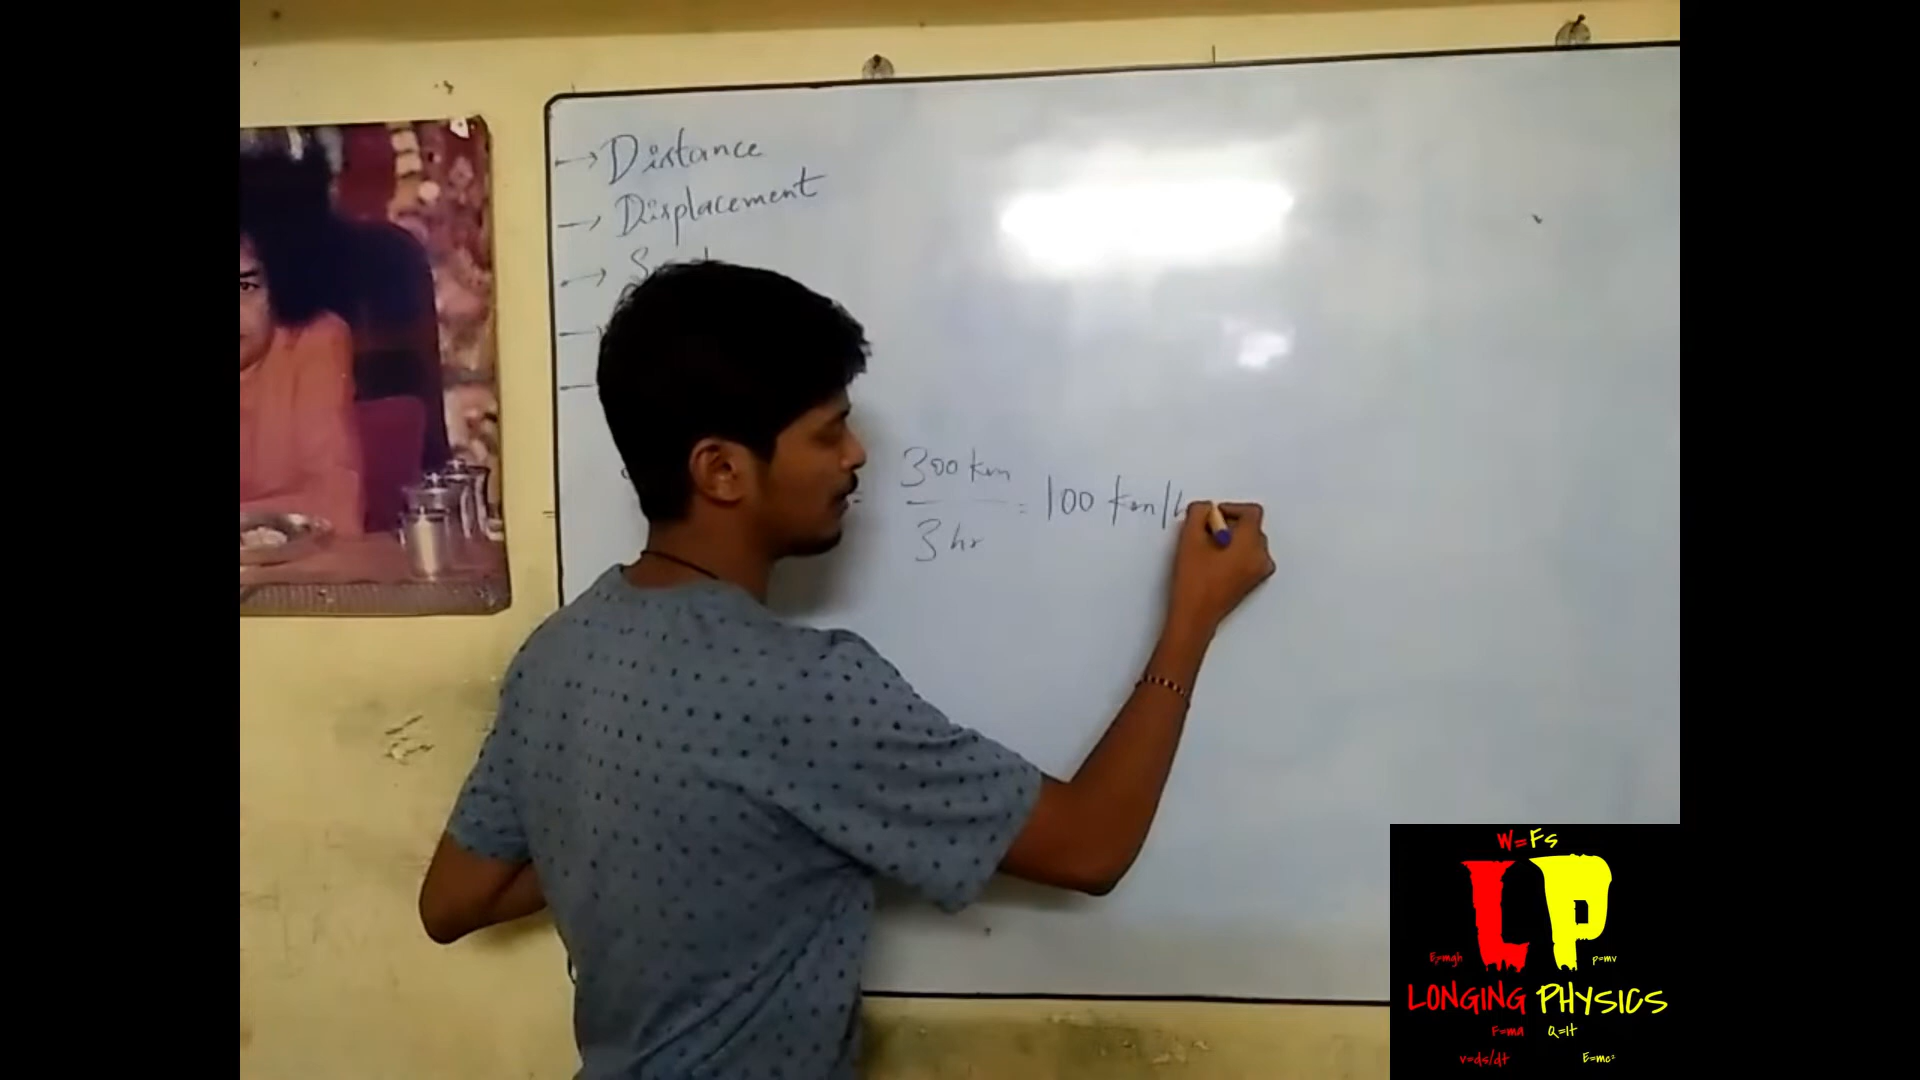 → Distance
→ Displacement
300 km
3 hr
= 100 km/h
W=Fs
LP
E=mgh
p=mv
LONGING PHYSICS
F=ma
Q=It
v=ds/dt
E=mc²